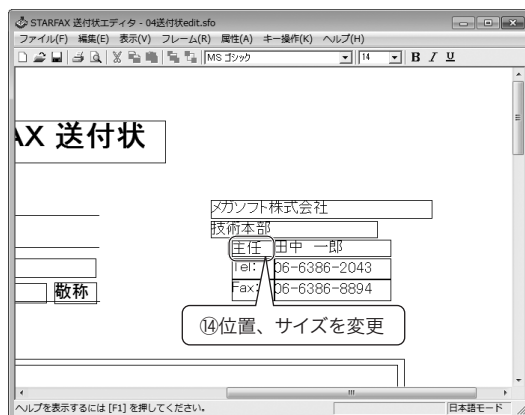 STARFAX 送付状エディタ - 04送付状edit.sfo
ファイル(F) 編集(E) 表示(V) フレーム(R) 属性(A) キー操作(K) ヘルプ(H)
MS ゴシック 14 B I U
AX 送付状
メガソフト株式会社
技術本部
主任 田中 一郎
Tel: 06-6386-2043
敬称 Fax: 06-6386-8894
⑭位置、サイズを変更
ヘルプを表示するには [F1] を押してください。 日本語モード